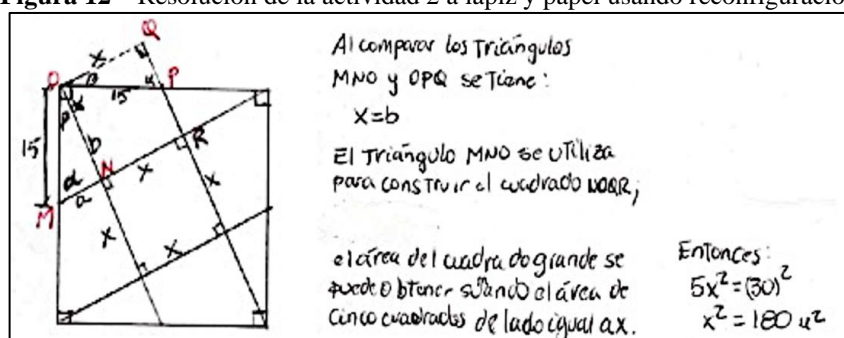 Figura 12 – Resolución de la actividad 2 a lápiz y papel usando reconfiguració
Q
x
O
β
15
α
P
α
β
15
b
R
N
x
α
a
x
M
x
x
Al comparar los Triángulos
MNO y OPQ se Tiene:
x=b
El Triángulo MNO se utiliza
para construir el cuadrado NOQR;
el área del cuadrado grande se
puede obtener sumando el área de
cinco cuadrados de lado igual a x.
Entonces:
5x²=(30)²
x²=180 u²